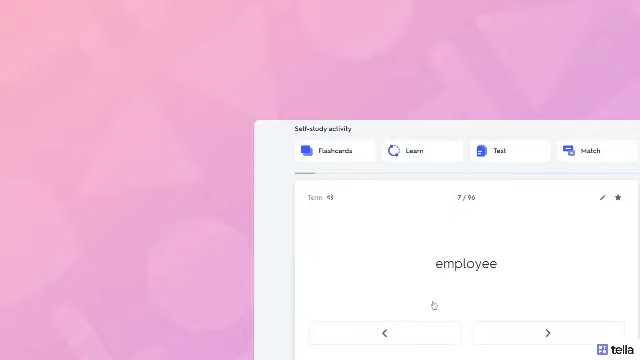 Self-study activity
Flashcards Learn Test Match
Term 7 / 96
employee
tella